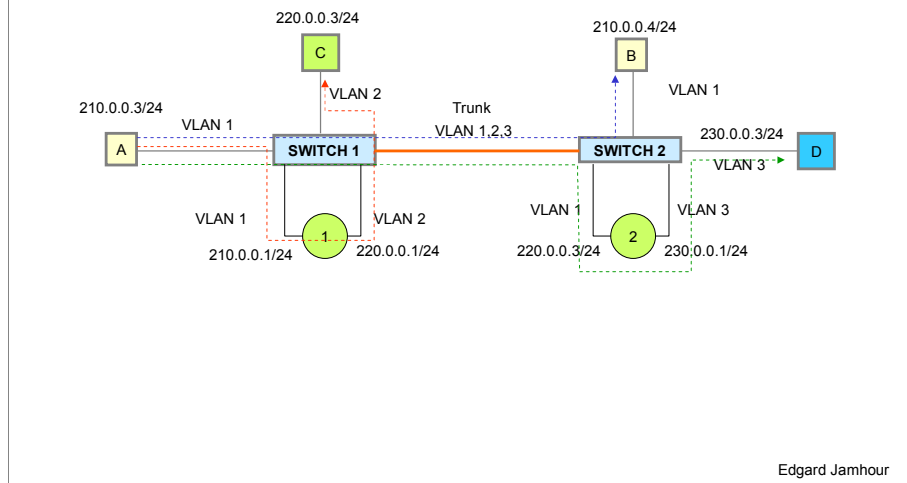 220.0.0.3/24
210.0.0.4/24
C
B
VLAN 2
VLAN 1
210.0.0.3/24
Trunk
VLAN 1
VLAN 1,2,3
230.0.0.3/24
A
SWITCH 1
SWITCH 2
D
VLAN 3
VLAN 1
VLAN 2
VLAN 1
VLAN 3
1
2
210.0.0.1/24
220.0.0.1/24
220.0.0.3/24
230.0.0.1/24
Edgard Jamhour